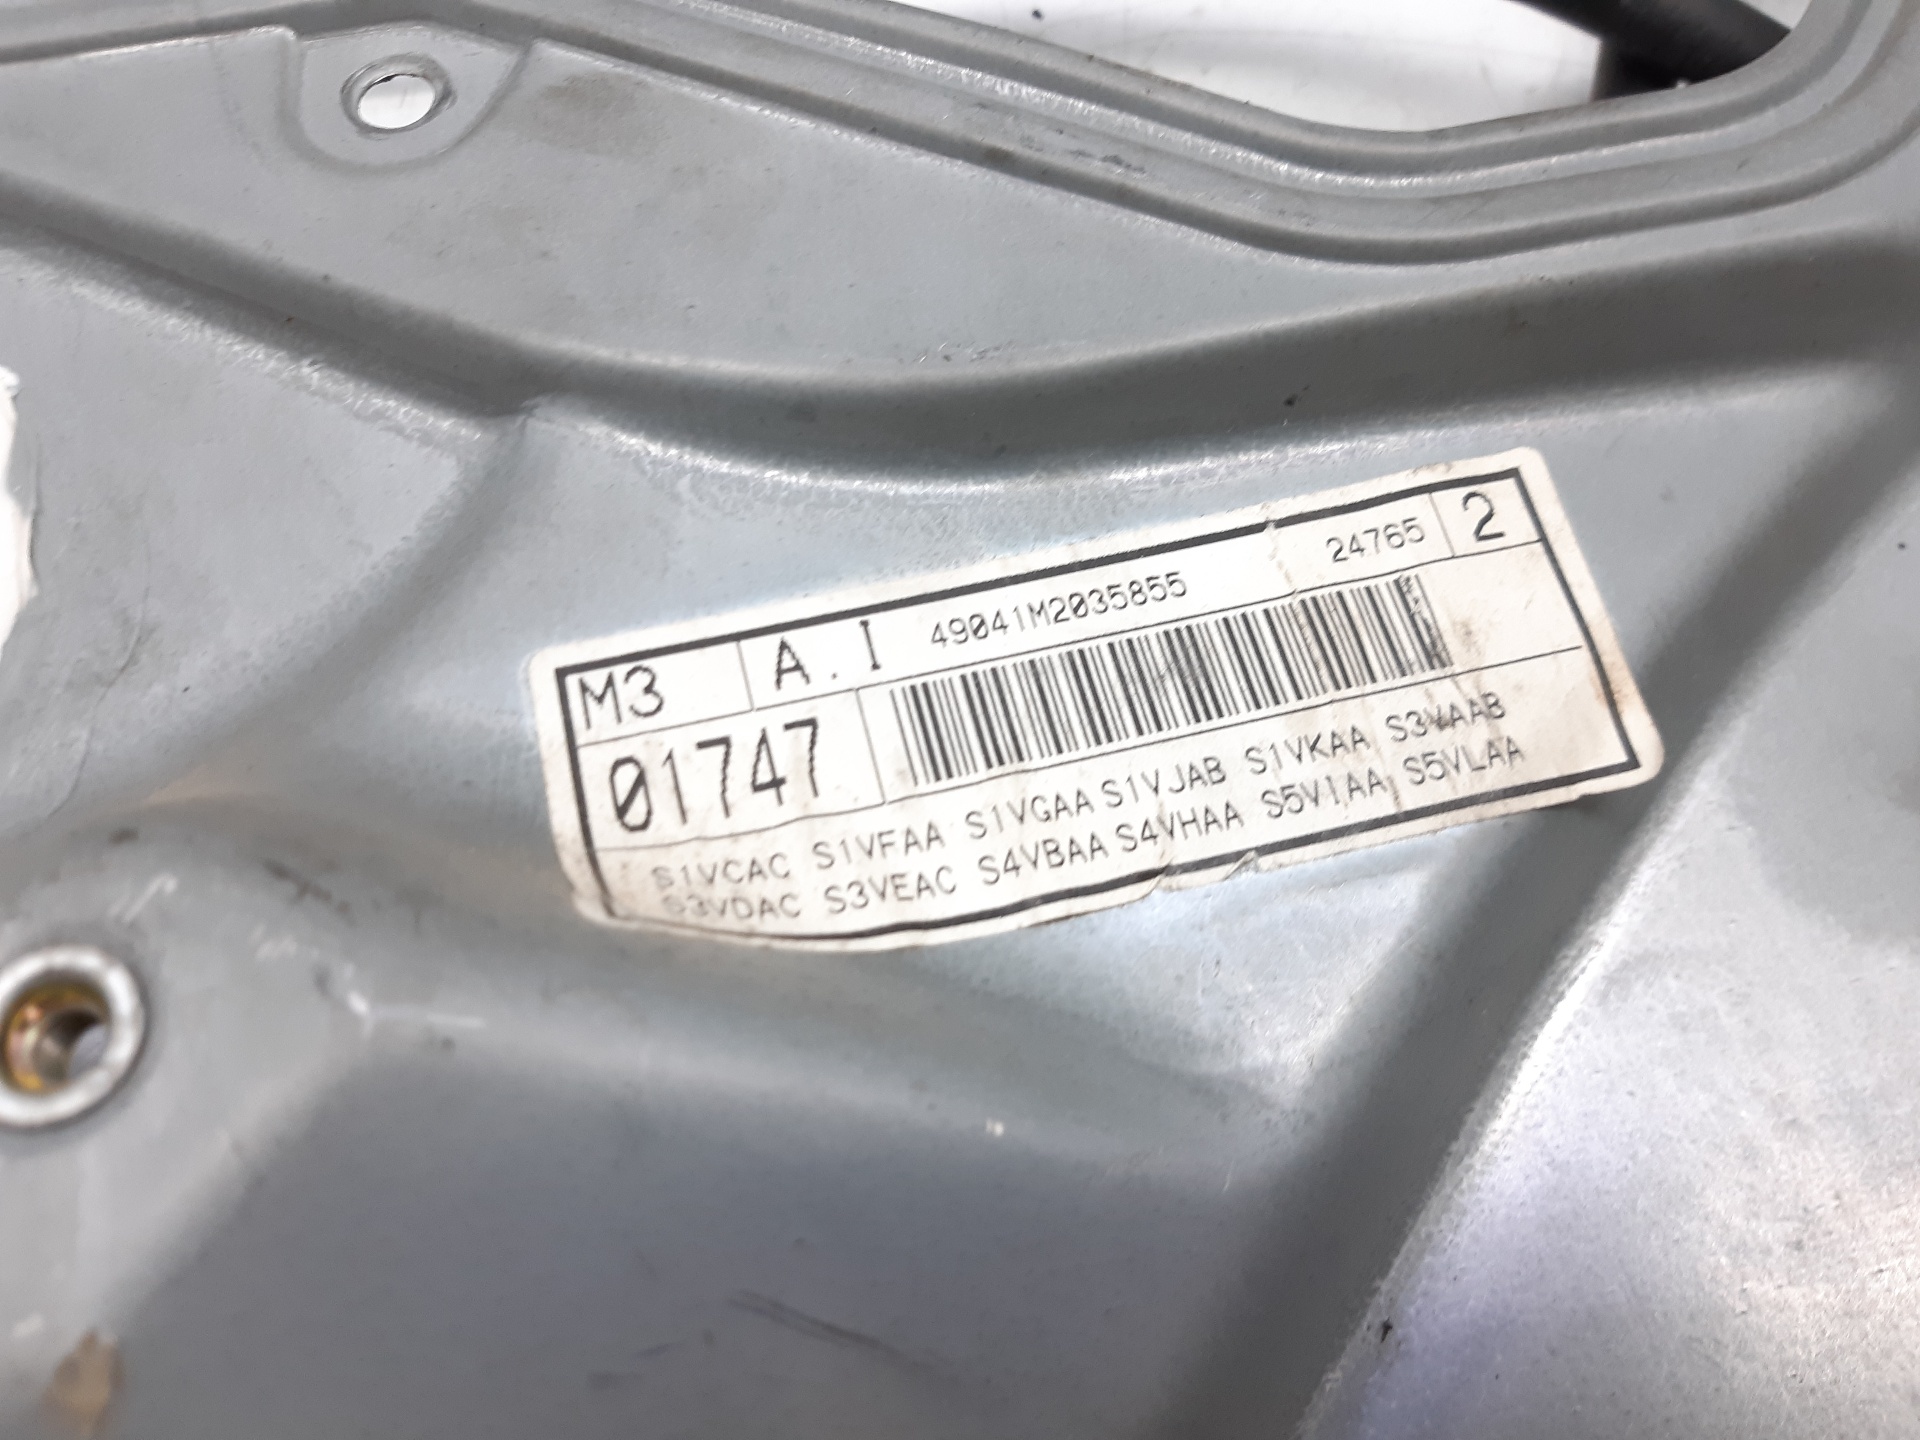 M3 A.I 49041M2035855 24765 2
01747
S1VCAC S1VFAA S1VGAA S1VJAB S1VKAA S3VAAB
S3VDAC S3VEAC S4VBAA S4VHAA S5VIAA S5VLAA